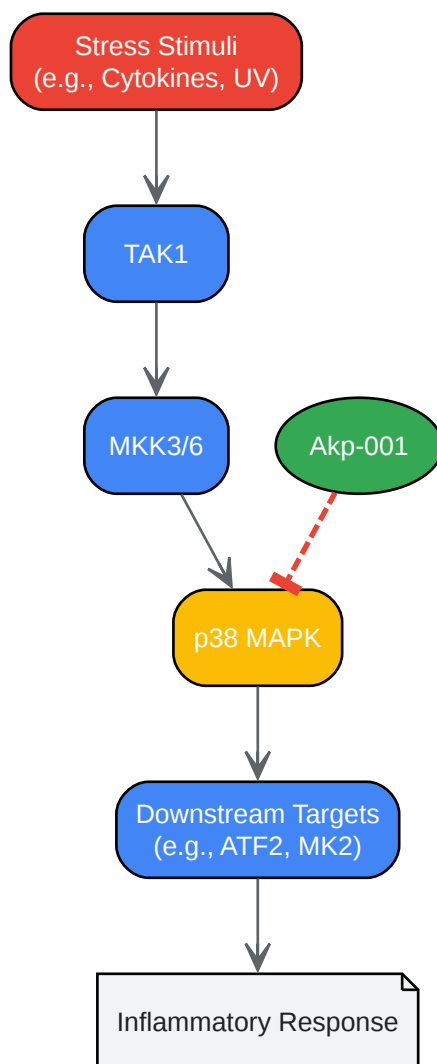 Stress Stimuli
(e.g., Cytokines, UV)
TAK1
MKK3/6
Akp-001
p38 MAPK
Downstream Targets
(e.g., ATF2, MK2)
Inflammatory Response